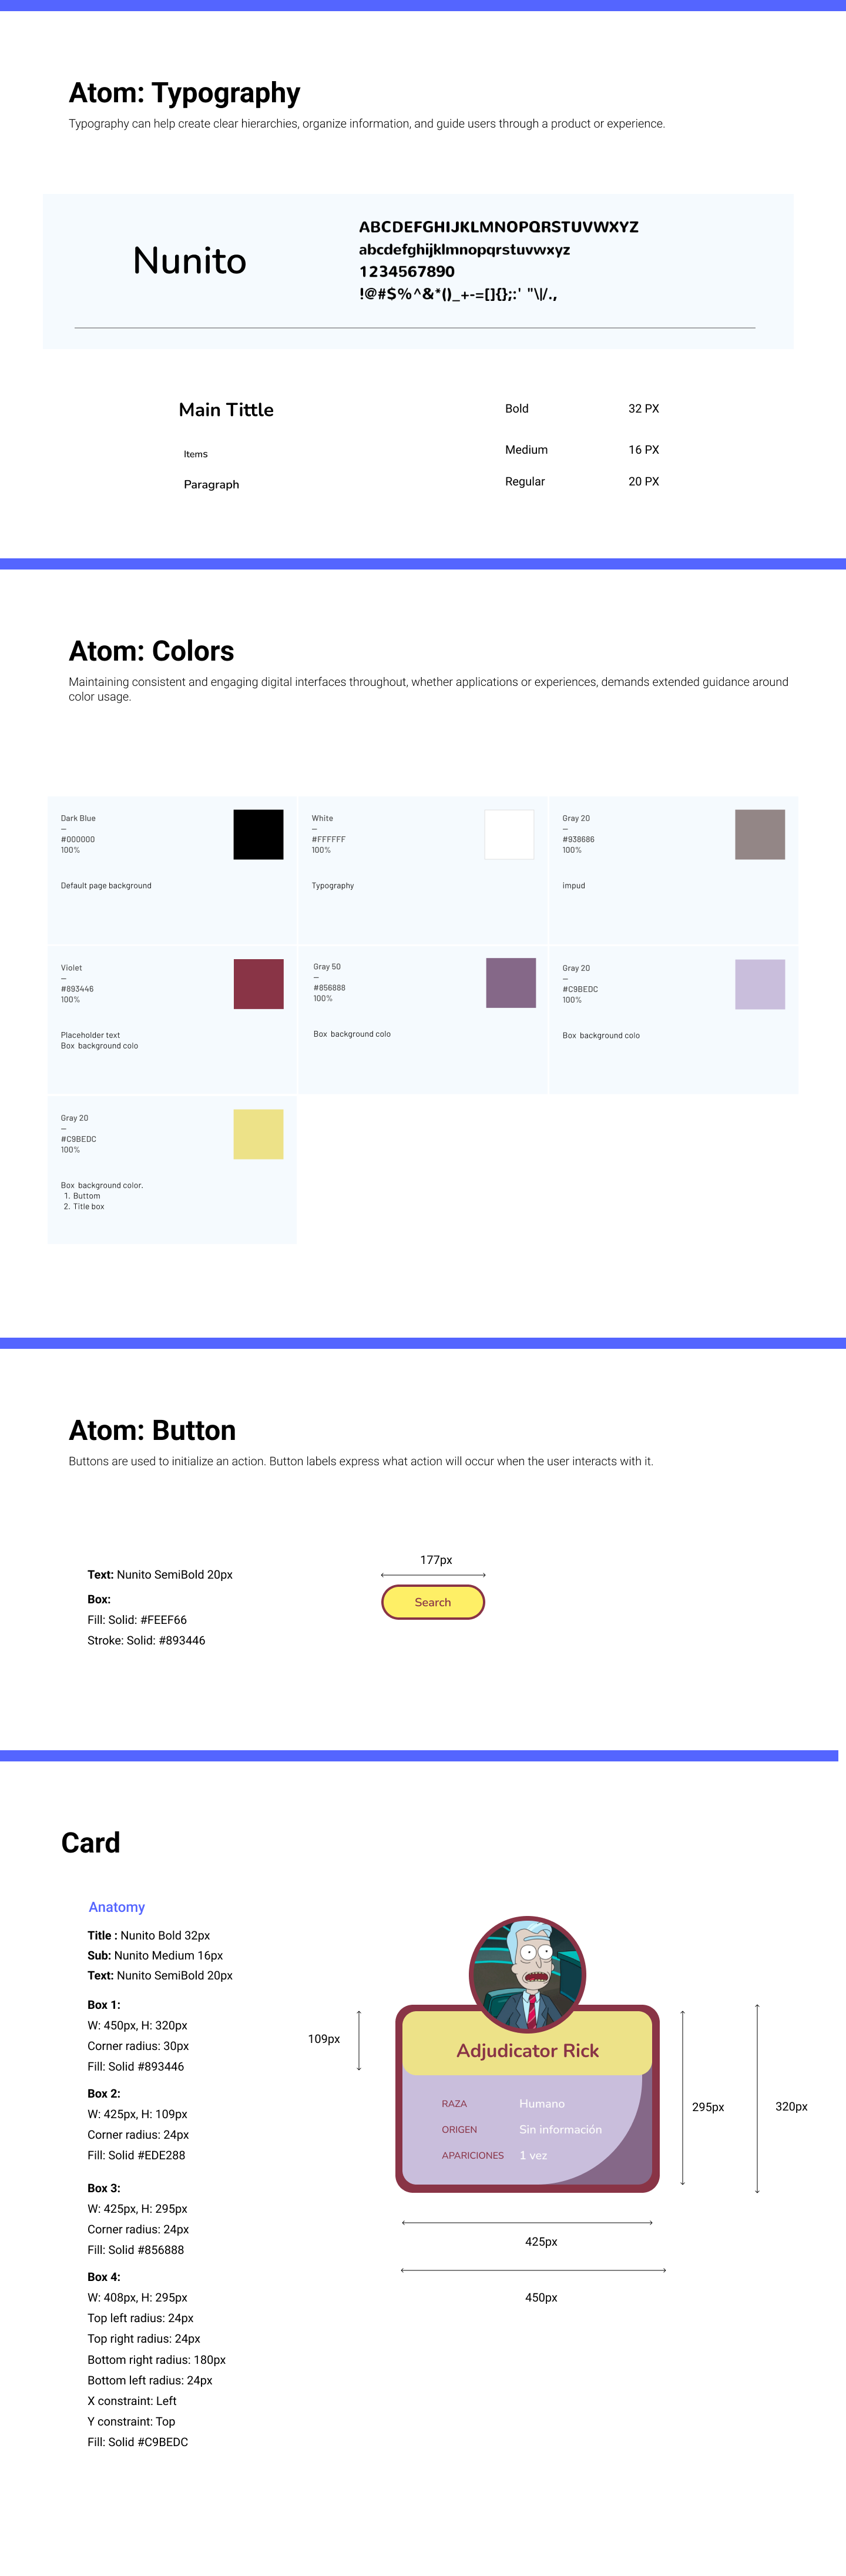 Atom: Typography
Typography can help create clear hierarchies, organize information, and guide users through a product or experience.
Nunito
ABCDEFGHIJKLMNOPQRSTUVWXYZ
abcdefghijklmnopqrstuvwxyz
1234567890
!@#$%^&*()_+-=[]{};:' "\|/.,
Main Tittle
Bold
32 PX
Items
Medium
16 PX
Paragraph
Regular
20 PX
Atom: Colors
Maintaining consistent and engaging digital interfaces throughout, whether applications or experiences, demands extended guidance around
color usage.
Dark Blue
—
#000000
100%
Default page background
White
—
#FFFFFF
100%
Typography
Gray 20
—
#938686
100%
impud
Violet
—
#893446
100%
Placeholder text
Box background colo
Gray 50
—
#856888
100%
Box background colo
Gray 20
—
#C9BEDC
100%
Box background colo
Gray 20
—
#C9BEDC
100%
Box background color.
1. Buttom
2. Title box
Atom: Button
Buttons are used to initialize an action. Button labels express what action will occur when the user interacts with it.
Text: Nunito SemiBold 20px
Box:
Fill: Solid: #FEEF66
Stroke: Solid: #893446
177px
Search
Card
Anatomy
Title : Nunito Bold 32px
Sub: Nunito Medium 16px
Text: Nunito SemiBold 20px
Box 1:
W: 450px, H: 320px
Corner radius: 30px
Fill: Solid #893446
Box 2:
W: 425px, H: 109px
Corner radius: 24px
Fill: Solid #EDE288
Box 3:
W: 425px, H: 295px
Corner radius: 24px
Fill: Solid #856888
Box 4:
W: 408px, H: 295px
Top left radius: 24px
Top right radius: 24px
Bottom right radius: 180px
Bottom left radius: 24px
X constraint: Left
Y constraint: Top
Fill: Solid #C9BEDC
109px
Adjudicator Rick
RAZA
Humano
ORIGEN
Sin información
APARICIONES
1 vez
295px
320px
425px
450px